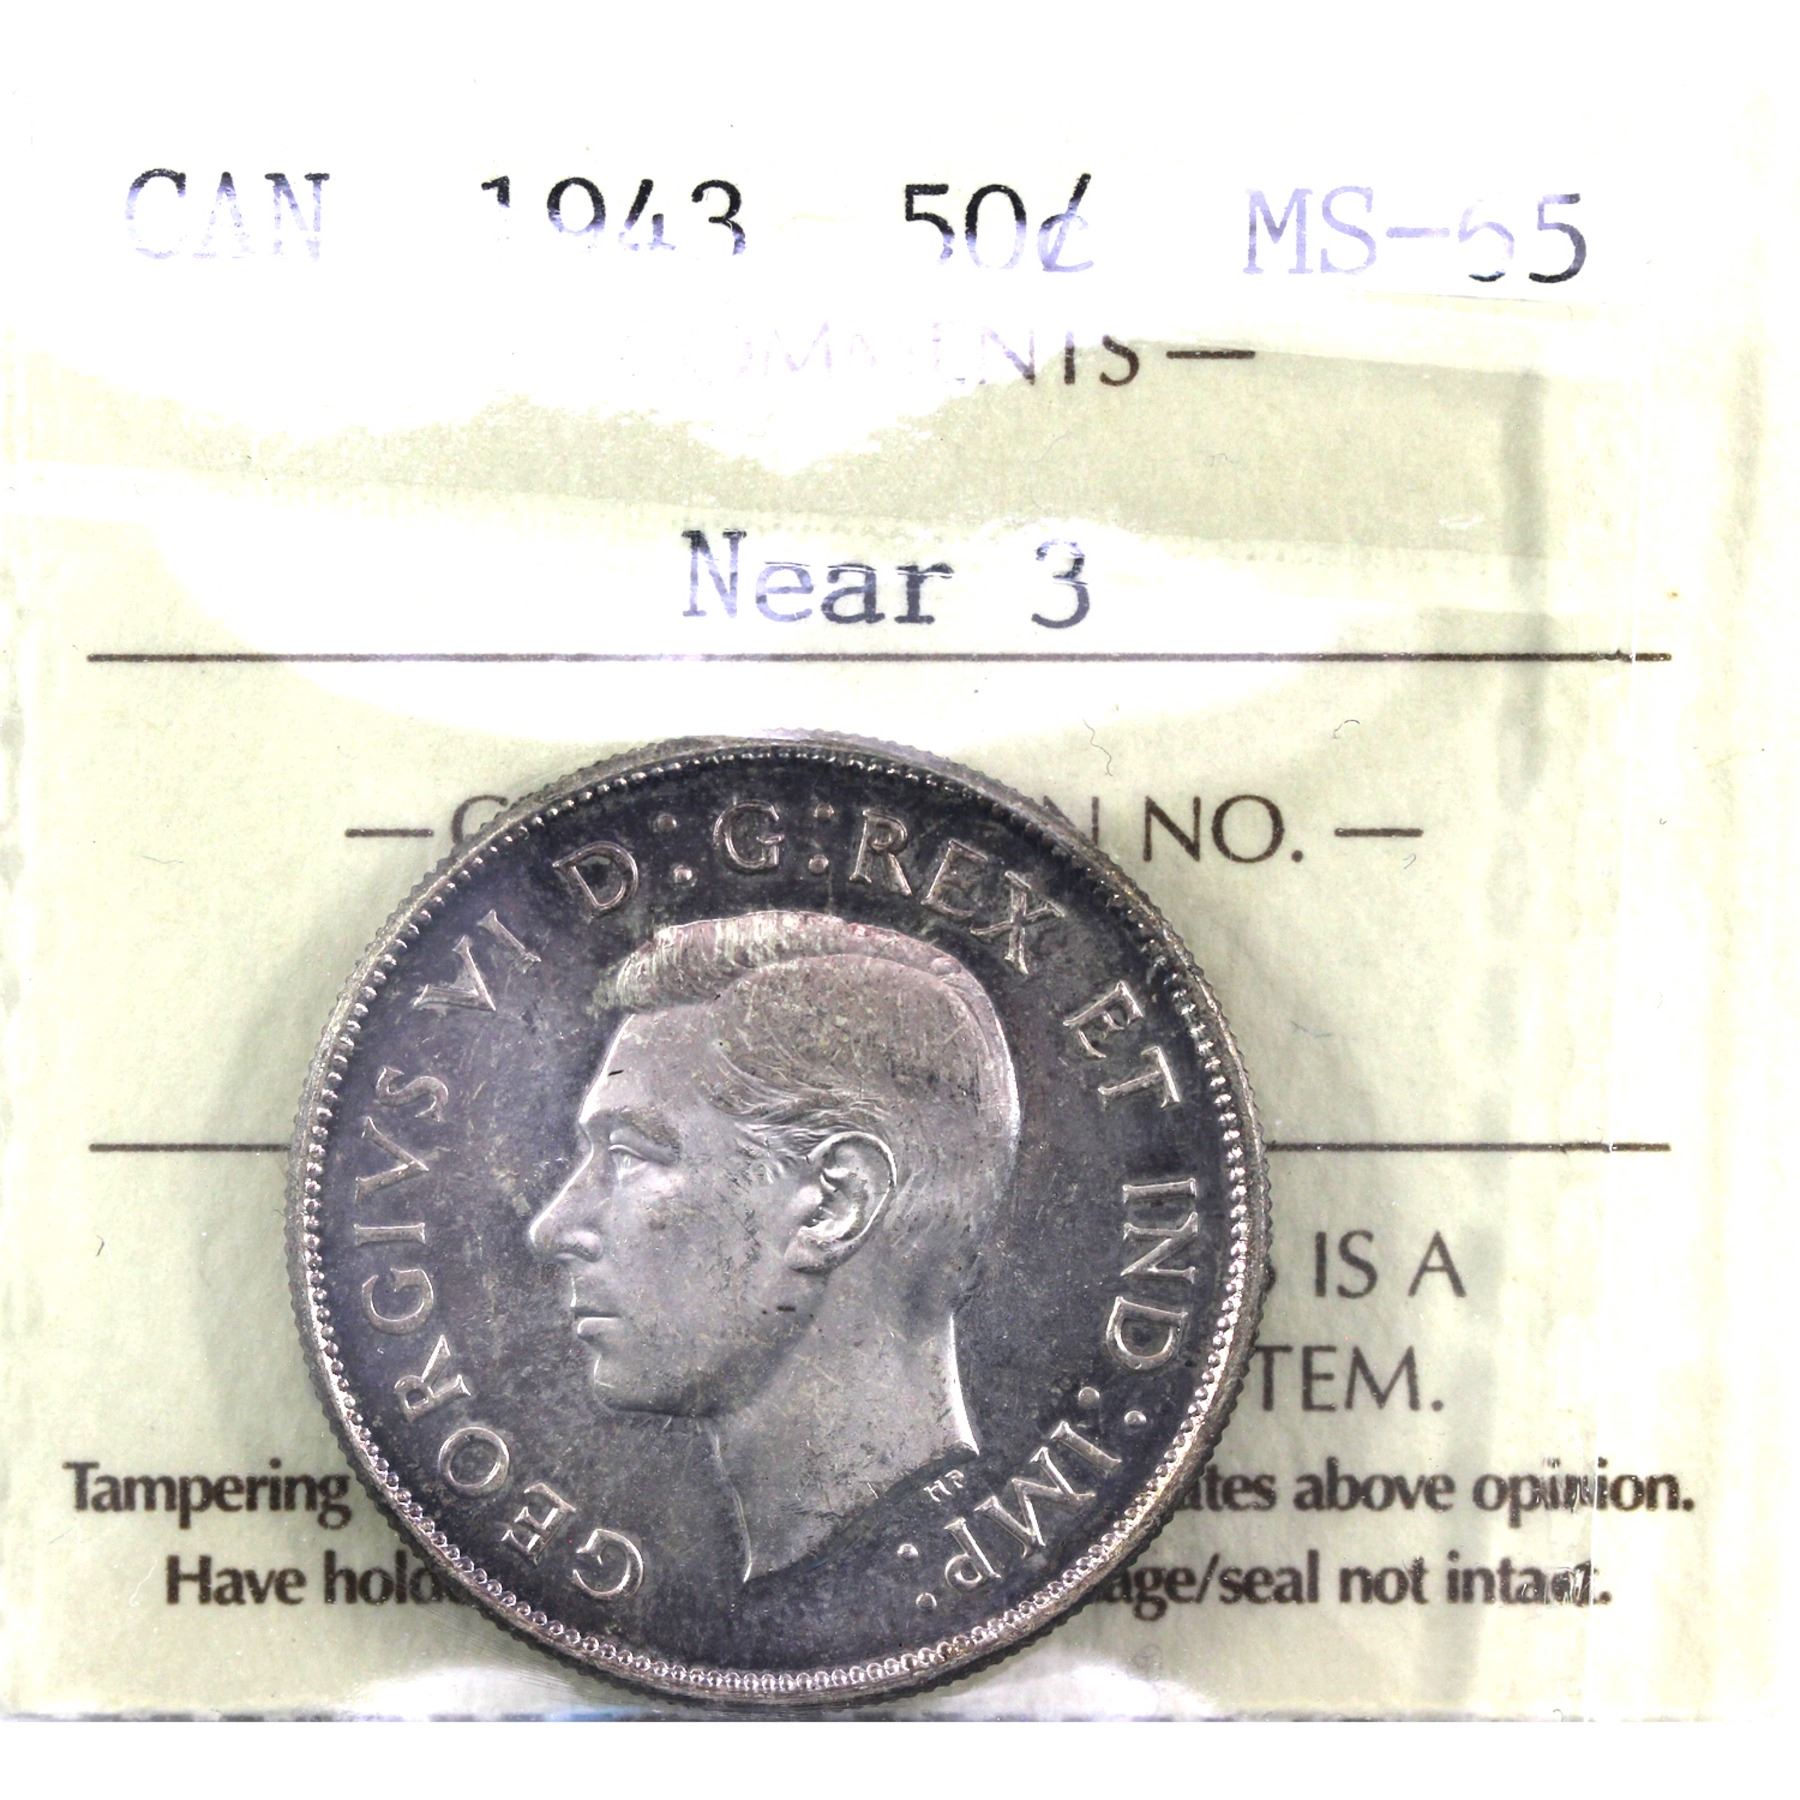 CAN 1943 50¢ MS-65
COMMENTS —
Near 3
NO. —
GEORGIVS VI D:G:REX ET IND:IMP:
HP
IS A
TEM.
Tampering ates above opinion.
Have hold age/seal not intact.